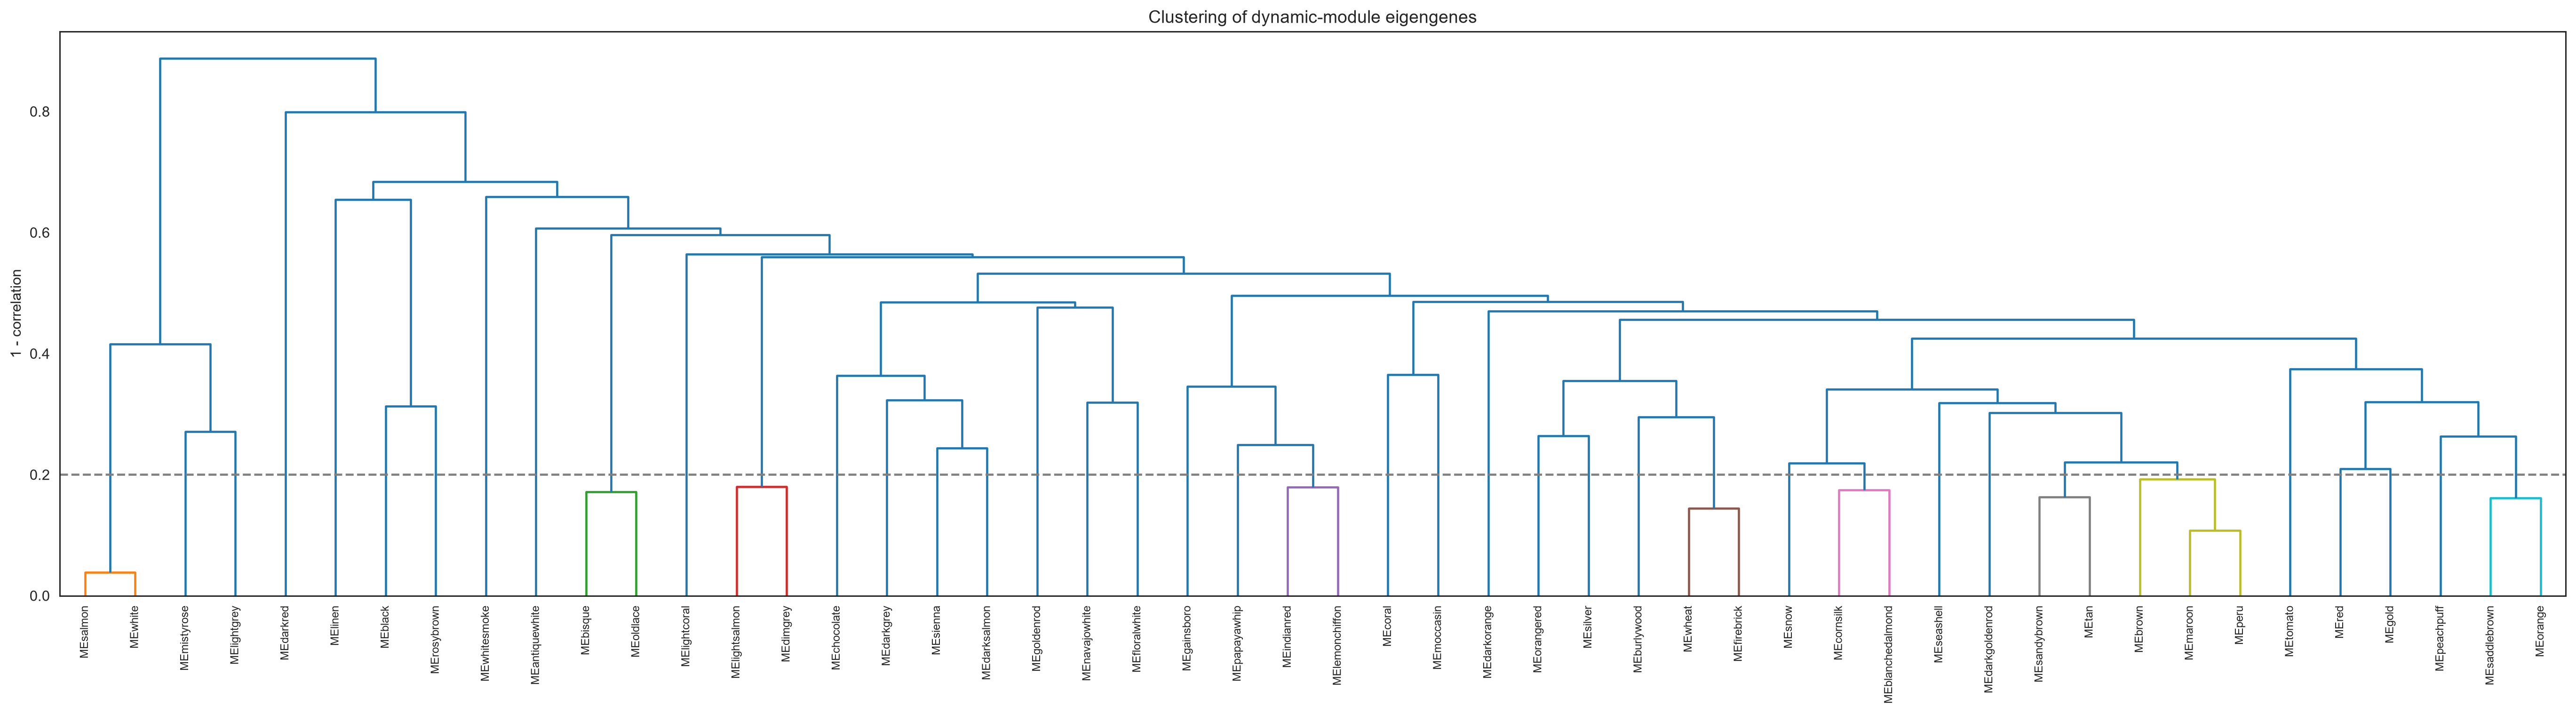 Clustering of dynamic-module eigengenes
1 - correlation
0.8
0.6
0.4
0.2
0.0
MEsalmon
MEwhite
MEmistyrose
MElightgrey
MEdarkred
MElinen
MEblack
MErosybrown
MEwhitesmoke
MEantiquewhite
MEbisque
MEoldlace
MElightcoral
MElightsalmon
MEdimgrey
MEchocolate
MEdarkgrey
MEsienna
MEdarksalmon
MEgoldenrod
MEnavajowhite
MEfloralwhite
MEgainsboro
MEpapayawhip
MEindianred
MElemonchiffon
MEcoral
MEmoccasin
MEdarkorange
MEorangered
MEsilver
MEburlywood
MEwheat
MEfirebrick
MEsnow
MEcornsilk
MEblanchedalmond
MEseashell
MEdarkgoldenrod
MEsandybrown
MEtan
MEbrown
MEmaroon
MEperu
MEtomato
MEred
MEgold
MEpeachpuff
MEsaddlebrown
MEorange